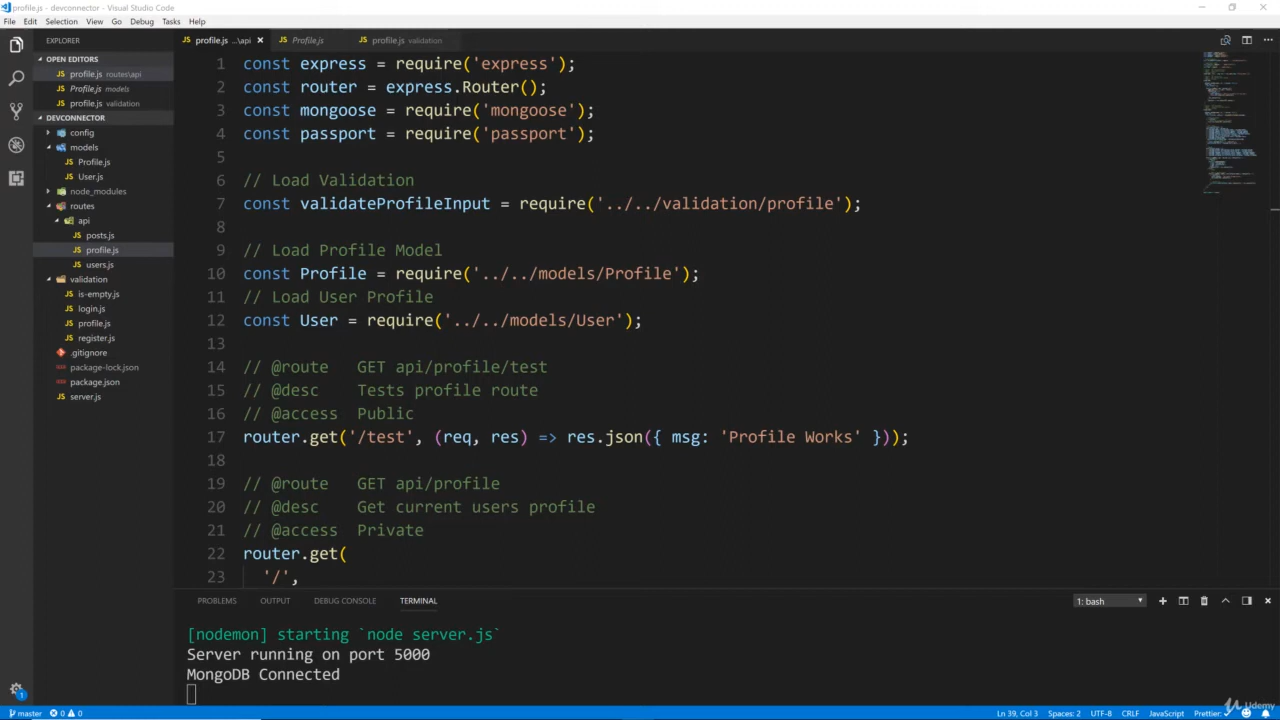 profile.js - devconnector - Visual Studio Code
File Edit Selection View Go Debug Tasks Help
EXPLORER
profile.js ...\api
Profile.js
profile.js validation
OPEN EDITORS
profile.js routes\api
Profile.js models
profile.js validation
DEVCONNECTOR
config
models
Profile.js
User.js
node_modules
routes
api
posts.js
profile.js
users.js
validation
is-empty.js
login.js
profile.js
register.js
.gitignore
package-lock.json
package.json
server.js
1 const express = require('express');
2 const router = express.Router();
3 const mongoose = require('mongoose');
4 const passport = require('passport');
5
6 // Load Validation
7 const validateProfileInput = require('../../validation/profile');
8
9 // Load Profile Model
10 const Profile = require('../../models/Profile');
11 // Load User Profile
12 const User = require('../../models/User');
13
14 // @route   GET api/profile/test
15 // @desc    Tests profile route
16 // @access  Public
17 router.get('/test', (req, res) => res.json({ msg: 'Profile Works' }));
18
19 // @route   GET api/profile
20 // @desc    Get current users profile
21 // @access  Private
22 router.get(
23   '/',
PROBLEMS OUTPUT DEBUG CONSOLE TERMINAL
1: bash
[nodemon] starting `node server.js`
Server running on port 5000
MongoDB Connected
1
master 0 0
Ln 39, Col 3 Spaces: 2 UTF-8 CRLF JavaScript Prettier:
Udemy